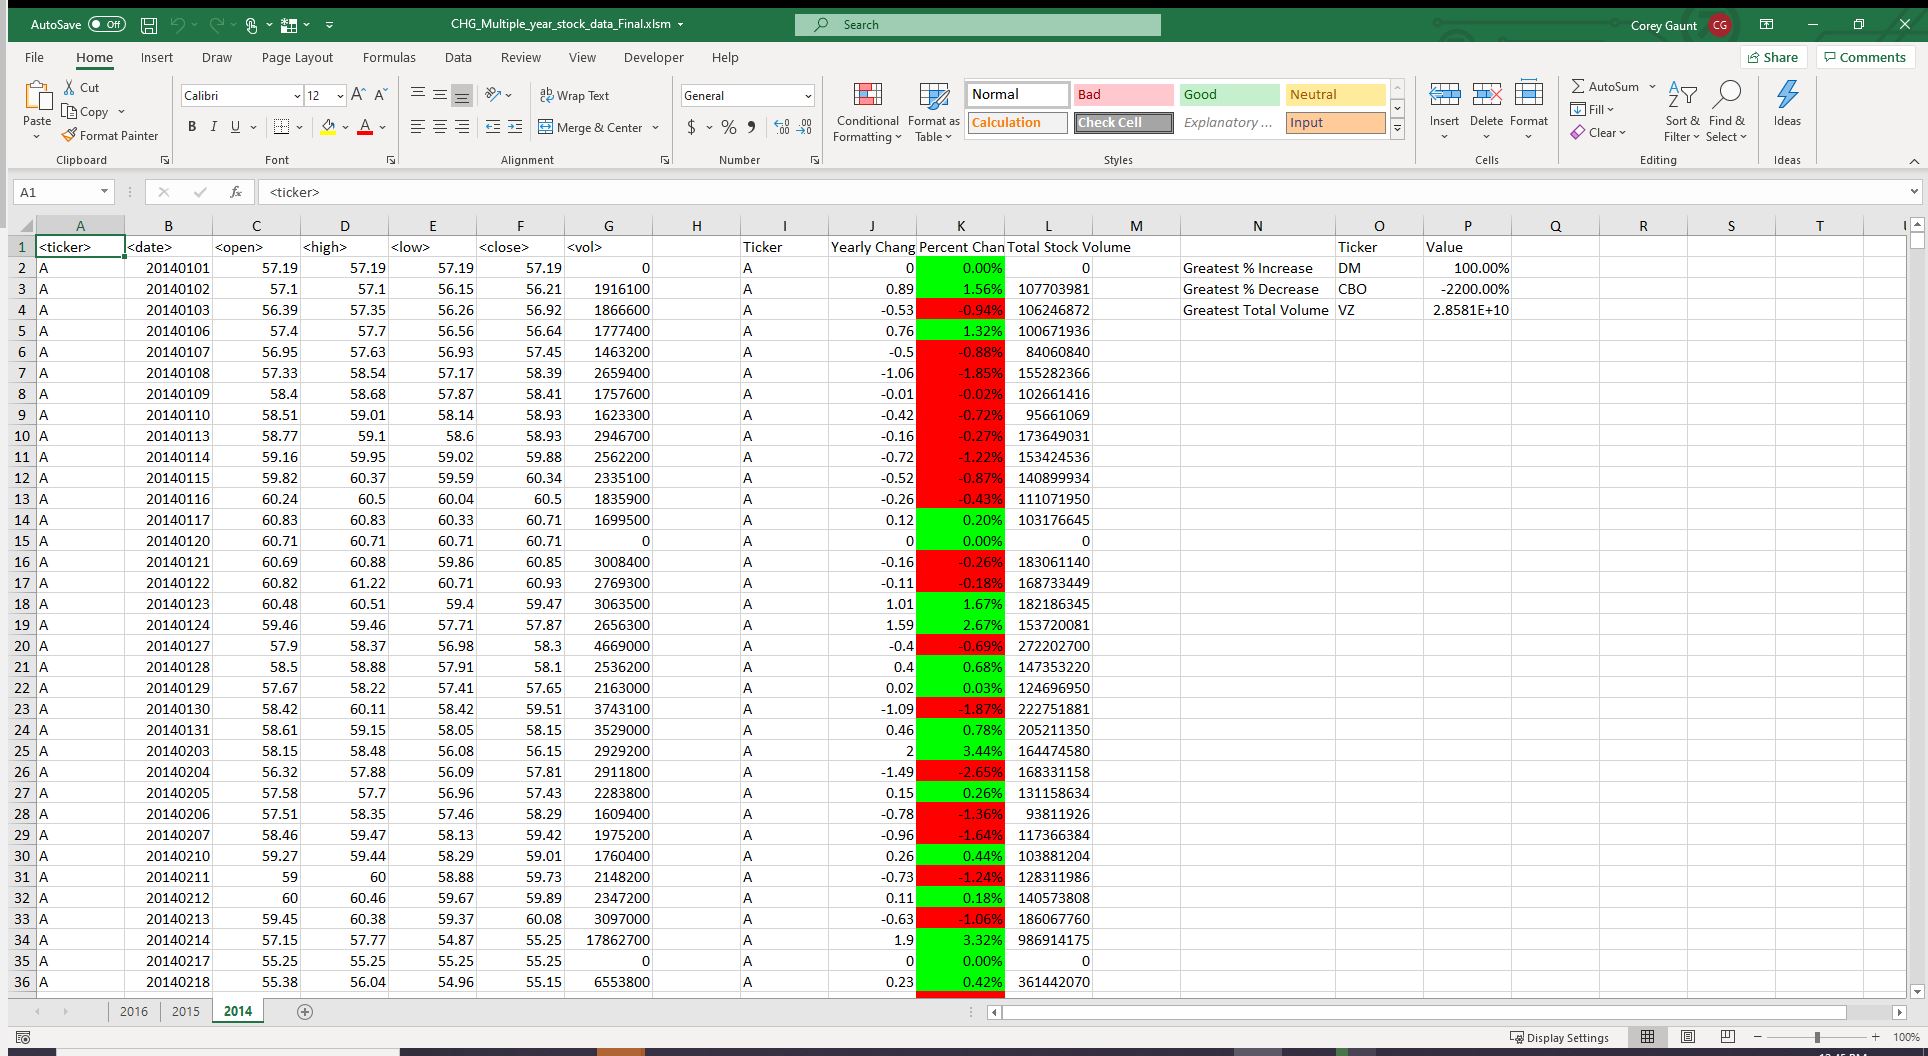 AutoSave Off CHG_Multiple_year_stock_data_Final.xlsm Search Corey Gaunt CG
File Home Insert Draw Page Layout Formulas Data Review View Developer Help Share Comments
Paste Cut Copy Format Painter Clipboard
Calibri 12 A A B I U A Font
Wrap Text Merge & Center Alignment
General $ % 9 Number
Conditional Formatting Format as Table Normal Bad Good Neutral Calculation Check Cell Explanatory ... Input Styles
Insert Delete Format Cells
AutoSum Fill Clear Sort & Filter Find & Select Editing
Ideas Ideas
A1 fx <ticker>
A B C D E F G H I J K L M N O P Q R S T
1 <ticker> <date> <open> <high> <low> <close> <vol> Ticker Yearly Chang Percent Chan Total Stock Volume Ticker Value
2 A 20140101 57.19 57.19 57.19 57.19 0 A 0 0.00% 0 Greatest % Increase DM 100.00%
3 A 20140102 57.1 57.1 56.15 56.21 1916100 A 0.89 1.56% 107703981 Greatest % Decrease CBO -2200.00%
4 A 20140103 56.39 57.35 56.26 56.92 1866600 A -0.53 -0.94% 106246872 Greatest Total Volume VZ 2.8581E+10
5 A 20140106 57.4 57.7 56.56 56.64 1777400 A 0.76 1.32% 100671936
6 A 20140107 56.95 57.63 56.93 57.45 1463200 A -0.5 -0.88% 84060840
7 A 20140108 57.33 58.54 57.17 58.39 2659400 A -1.06 -1.85% 155282366
8 A 20140109 58.4 58.68 57.87 58.41 1757600 A -0.01 -0.02% 102661416
9 A 20140110 58.51 59.01 58.14 58.93 1623300 A -0.42 -0.72% 95661069
10 A 20140113 58.77 59.1 58.6 58.93 2946700 A -0.16 -0.27% 173649031
11 A 20140114 59.16 59.95 59.02 59.88 2562200 A -0.72 -1.22% 153424536
12 A 20140115 59.82 60.37 59.59 60.34 2335100 A -0.52 -0.87% 140899934
13 A 20140116 60.24 60.5 60.04 60.5 1835900 A -0.26 -0.43% 111071950
14 A 20140117 60.83 60.83 60.33 60.71 1699500 A 0.12 0.20% 103176645
15 A 20140120 60.71 60.71 60.71 60.71 0 A 0 0.00% 0
16 A 20140121 60.69 60.88 59.86 60.85 3008400 A -0.16 -0.26% 183061140
17 A 20140122 60.82 61.22 60.71 60.93 2769300 A -0.11 -0.18% 168733449
18 A 20140123 60.48 60.51 59.4 59.47 3063500 A 1.01 1.67% 182186345
19 A 20140124 59.46 59.46 57.71 57.87 2656300 A 1.59 2.67% 153720081
20 A 20140127 57.9 58.37 56.98 58.3 4669000 A -0.4 -0.69% 272202700
21 A 20140128 58.5 58.88 57.91 58.1 2536200 A 0.4 0.68% 147353220
22 A 20140129 57.67 58.22 57.41 57.65 2163000 A 0.02 0.03% 124696950
23 A 20140130 58.42 60.11 58.42 59.51 3743100 A -1.09 -1.87% 222751881
24 A 20140131 58.61 59.15 58.05 58.15 3529000 A 0.46 0.78% 205211350
25 A 20140203 58.15 58.48 56.08 56.15 2929200 A 2 3.44% 164474580
26 A 20140204 56.32 57.88 56.09 57.81 2911800 A -1.49 -2.65% 168331158
27 A 20140205 57.58 57.7 56.96 57.43 2283800 A 0.15 0.26% 131158634
28 A 20140206 57.51 58.35 57.46 58.29 1609400 A -0.78 -1.36% 93811926
29 A 20140207 58.46 59.47 58.13 59.42 1975200 A -0.96 -1.64% 117366384
30 A 20140210 59.27 59.44 58.29 59.01 1760400 A 0.26 0.44% 103881204
31 A 20140211 59 60 58.88 59.73 2148200 A -0.73 -1.24% 128311986
32 A 20140212 60 60.46 59.67 59.89 2347200 A 0.11 0.18% 140573808
33 A 20140213 59.45 60.38 59.37 60.08 3097000 A -0.63 -1.06% 186067760
34 A 20140214 57.15 57.77 54.87 55.25 17862700 A 1.9 3.32% 986914175
35 A 20140217 55.25 55.25 55.25 55.25 0 A 0 0.00% 0
36 A 20140218 55.38 56.04 54.96 55.15 6553800 A 0.23 0.42% 361442070
2016 2015 2014
Display Settings 100%